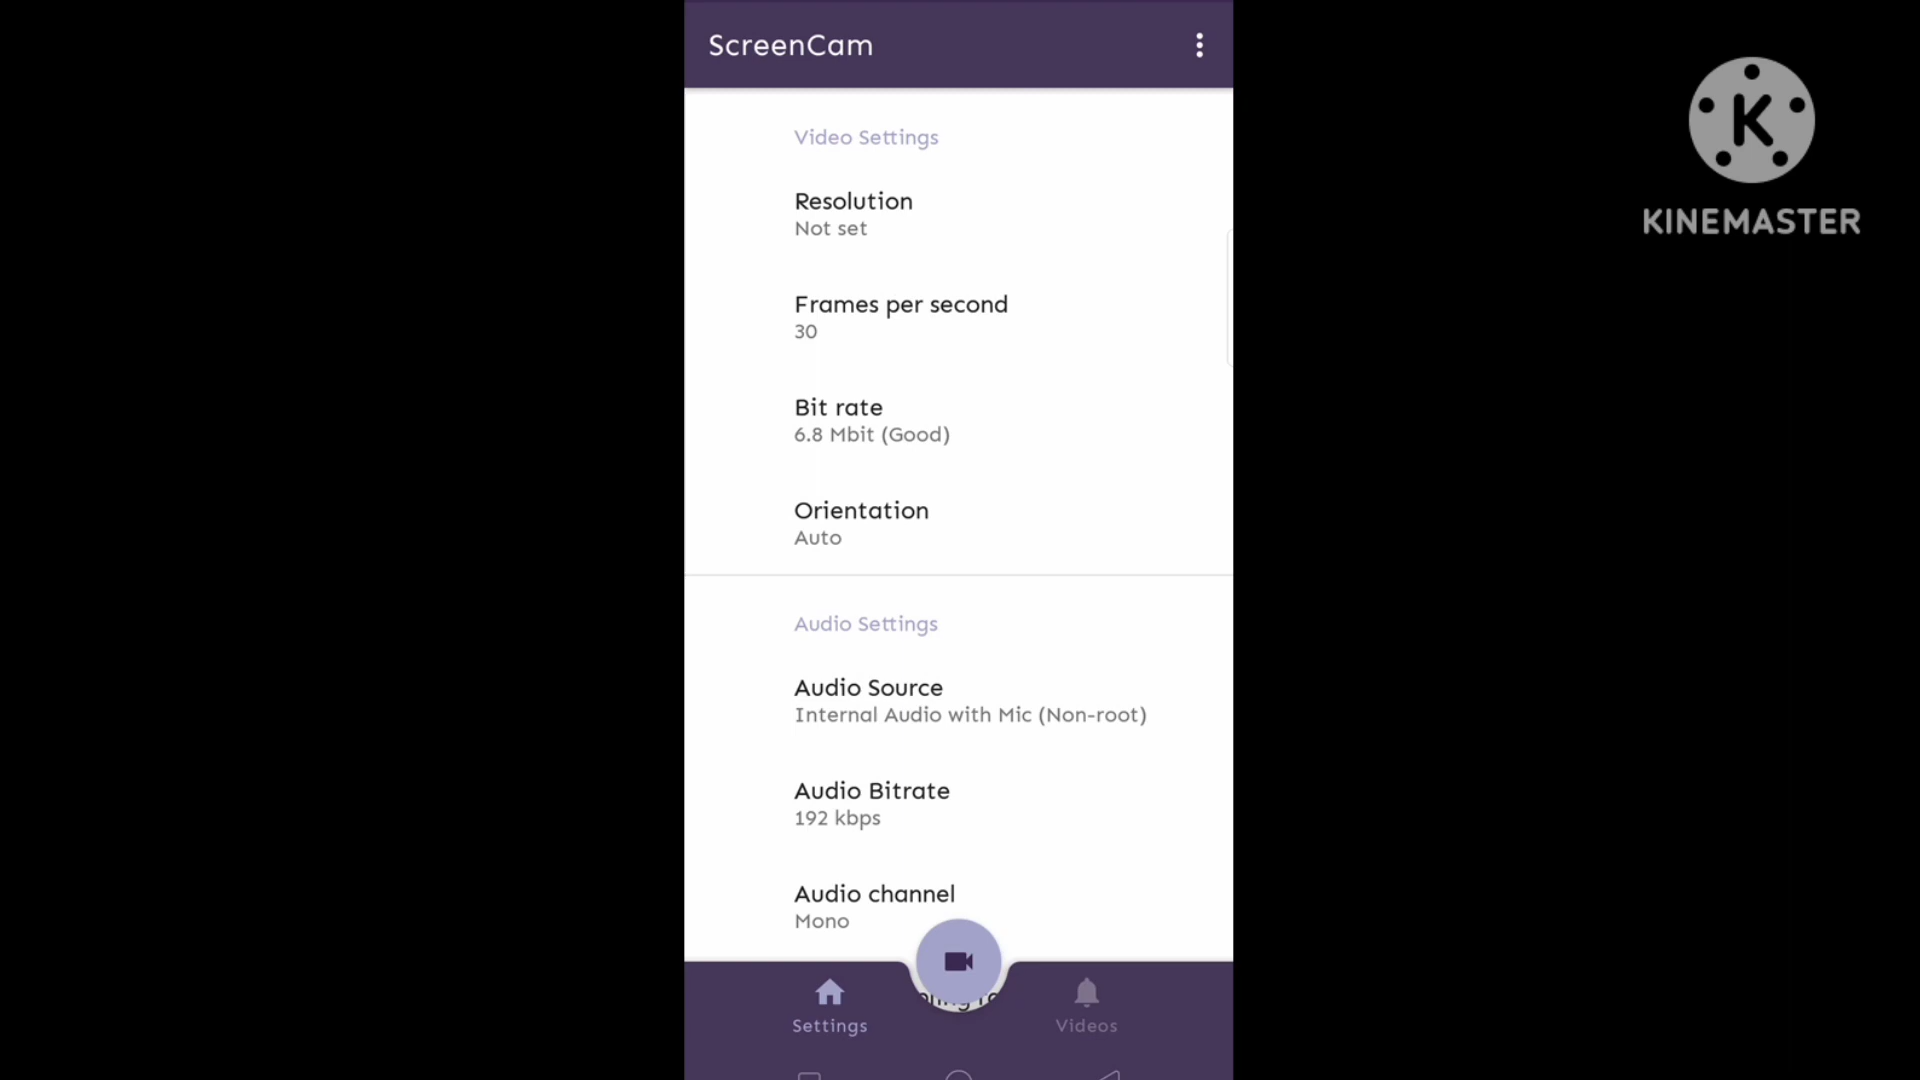 ScreenCam
KINEMASTER
Video Settings
Resolution
Not set
Frames per second
30
Bit rate
6.8 Mbit (Good)
Orientation
Auto
Audio Settings
Audio Source
Internal Audio with Mic (Non-root)
Audio Bitrate
192 kbps
Audio channel
Mono
Settings
Videos